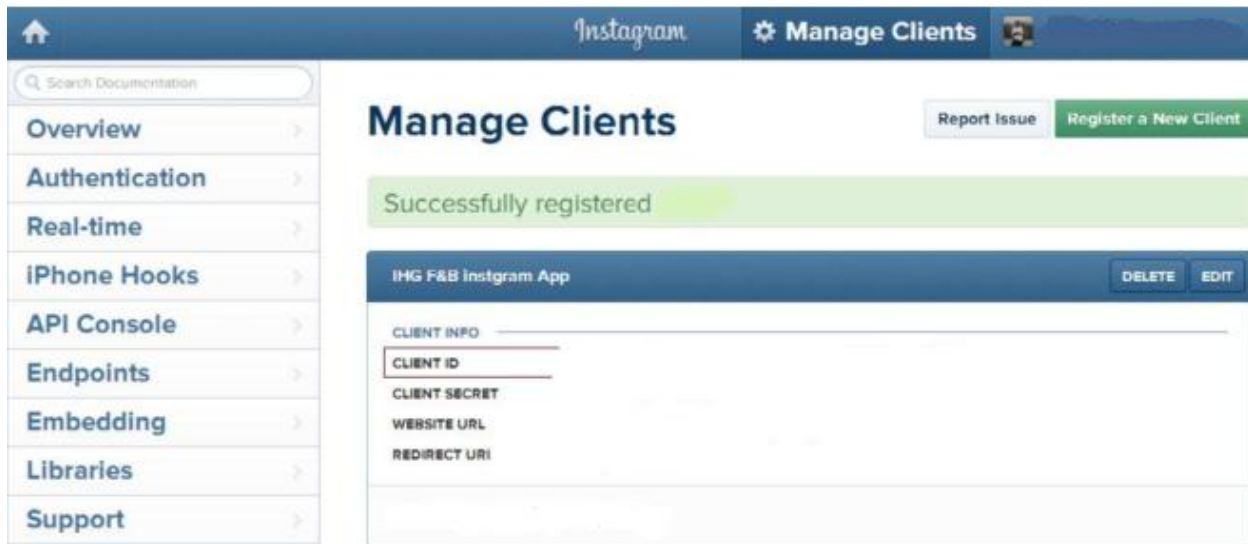 Instagram
Manage Clients
Search Documentation
Overview
Authentication
Real-time
iPhone Hooks
API Console
Endpoints
Embedding
Libraries
Support
Manage Clients
Report Issue
Register a New Client
Successfully registered
IHG F&B instgram App
DELETE
EDIT
CLIENT INFO
CLIENT ID
CLIENT SECRET
WEBSITE URL
REDIRECT URI